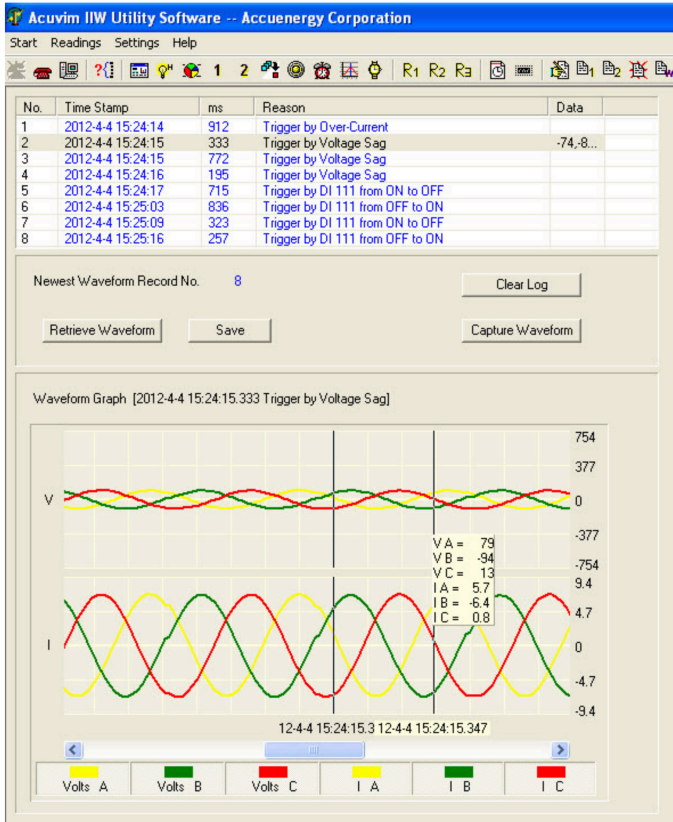 Acuvim IIW Utility Software -- Accuenergy Corporation
Start Readings Settings Help
?{} 1 2 R1 R2 R3 1 2 W
No. Time Stamp ms Reason Data
1 2012-4-4 15:24:14 912 Trigger by Over-Current
2 2012-4-4 15:24:15 333 Trigger by Voltage Sag -74,-8...
3 2012-4-4 15:24:15 772 Trigger by Voltage Sag
4 2012-4-4 15:24:16 195 Trigger by Voltage Sag
5 2012-4-4 15:24:17 715 Trigger by DI 111 from ON to OFF
6 2012-4-4 15:25:03 836 Trigger by DI 111 from OFF to ON
7 2012-4-4 15:25:09 323 Trigger by DI 111 from ON to OFF
8 2012-4-4 15:25:16 257 Trigger by DI 111 from OFF to ON
Newest Waveform Record No. 8
Clear Log
Retrieve Waveform Save Capture Waveform
Waveform Graph [2012-4-4 15:24:15.333 Trigger by Voltage Sag]
754
377
V 0
-377
-754
V A = 79
V B = -94
V C = 13
I A = 5.7
I B = -6.4
I C = 0.8
9.4
4.7
I 0
-4.7
-9.4
12-4-4 15:24:15.3 12-4-4 15:24:15.347
Volts A Volts B Volts C I A I B I C